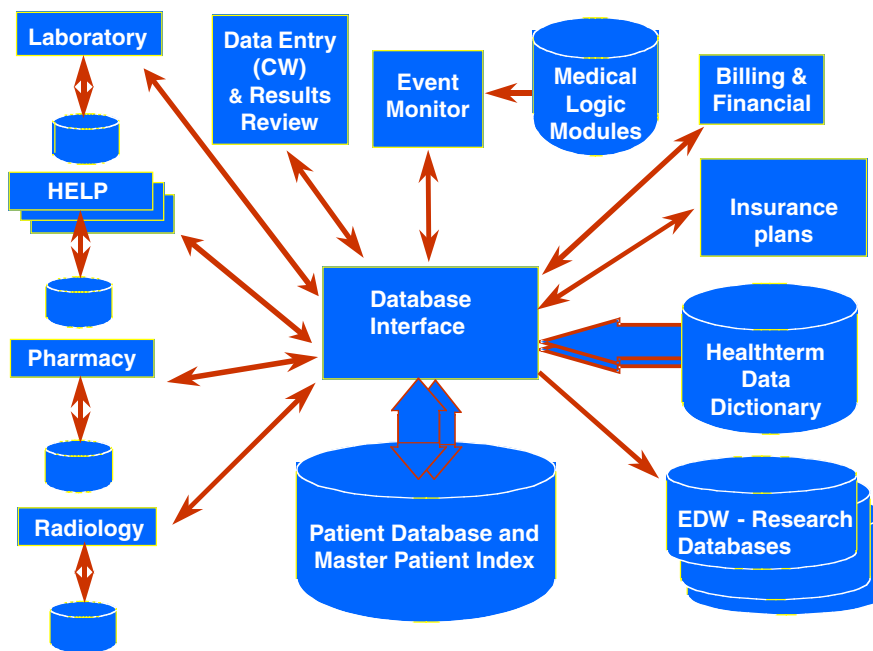 Laboratory
Data Entry
(CW)
& Results
Review
Event
Monitor
Medical
Logic
Modules
Billing &
Financial
HELP
Insurance
plans
Database
Interface
Pharmacy
Healthterm
Data
Dictionary
Radiology
Patient Database and
Master Patient Index
EDW - Research
Databases